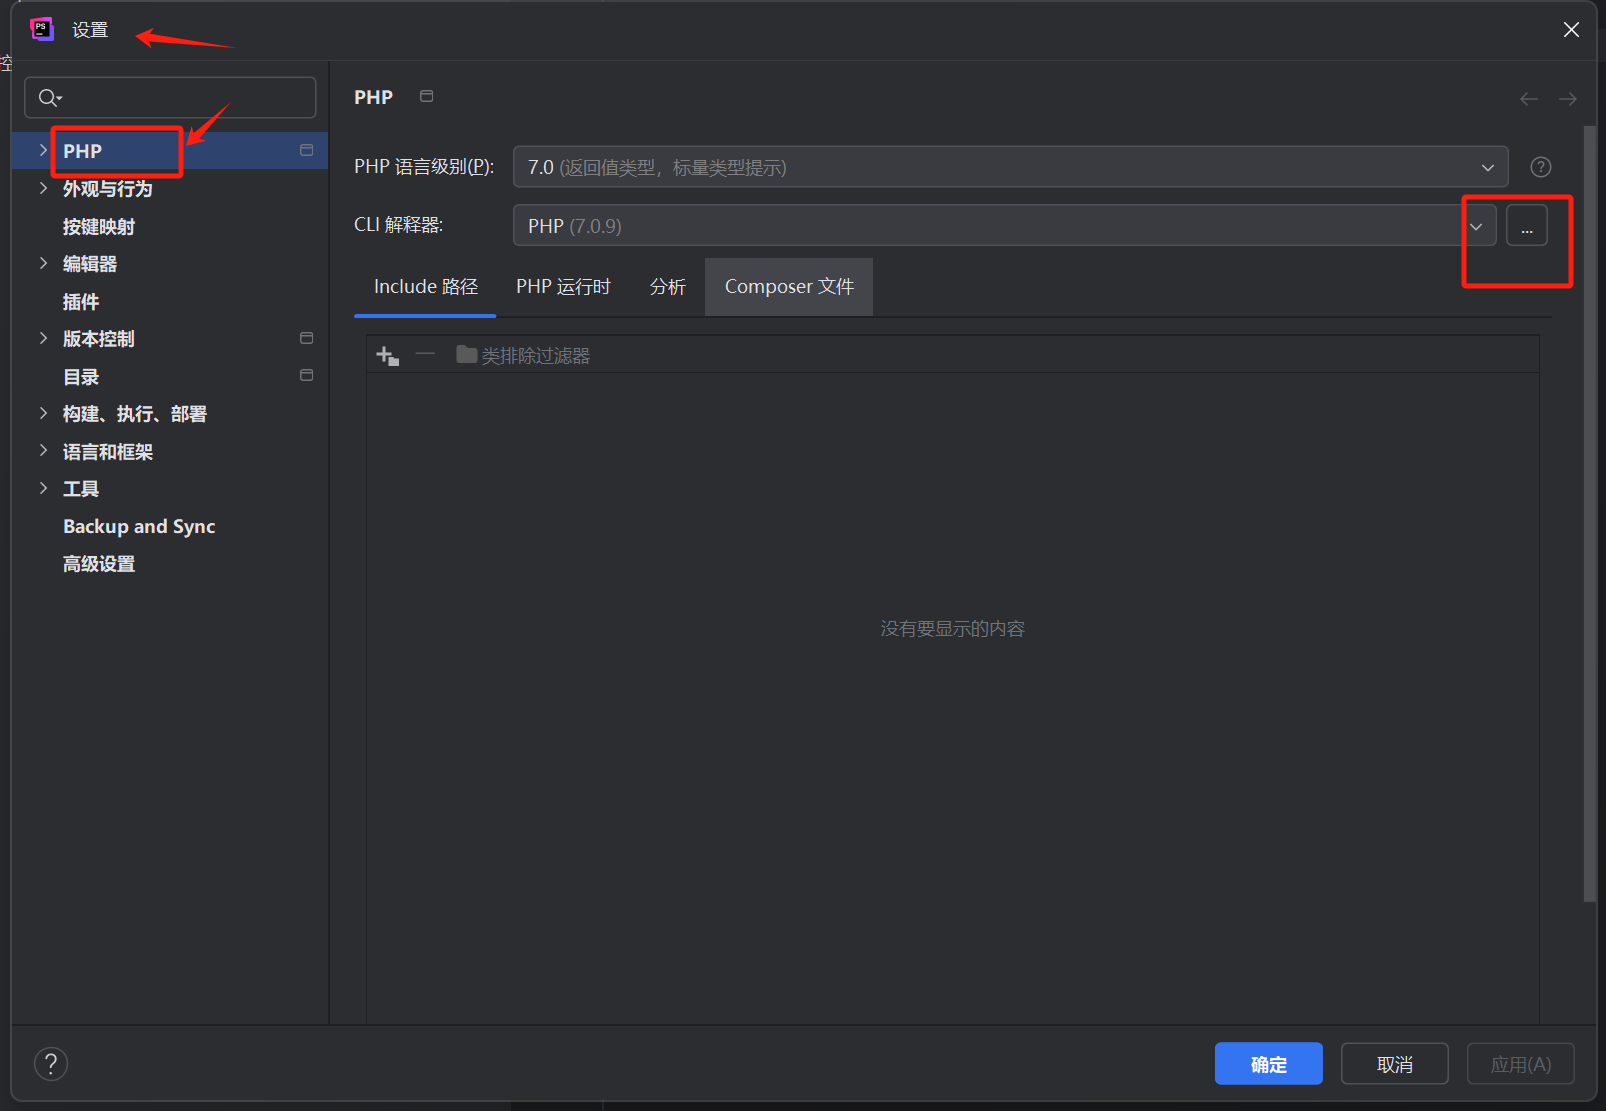 PS
设置
控
PHP
外观与行为
按键映射
编辑器
插件
版本控制
目录
构建、执行、部署
语言和框架
工具
Backup and Sync
高级设置
PHP
PHP 语言级别(P):
7.0 (返回值类型，标量类型提示)
CLI 解释器:
PHP (7.0.9)
...
Include 路径
PHP 运行时
分析
Composer 文件
类排除过滤器
没有要显示的内容
?
确定
取消
应用(A)